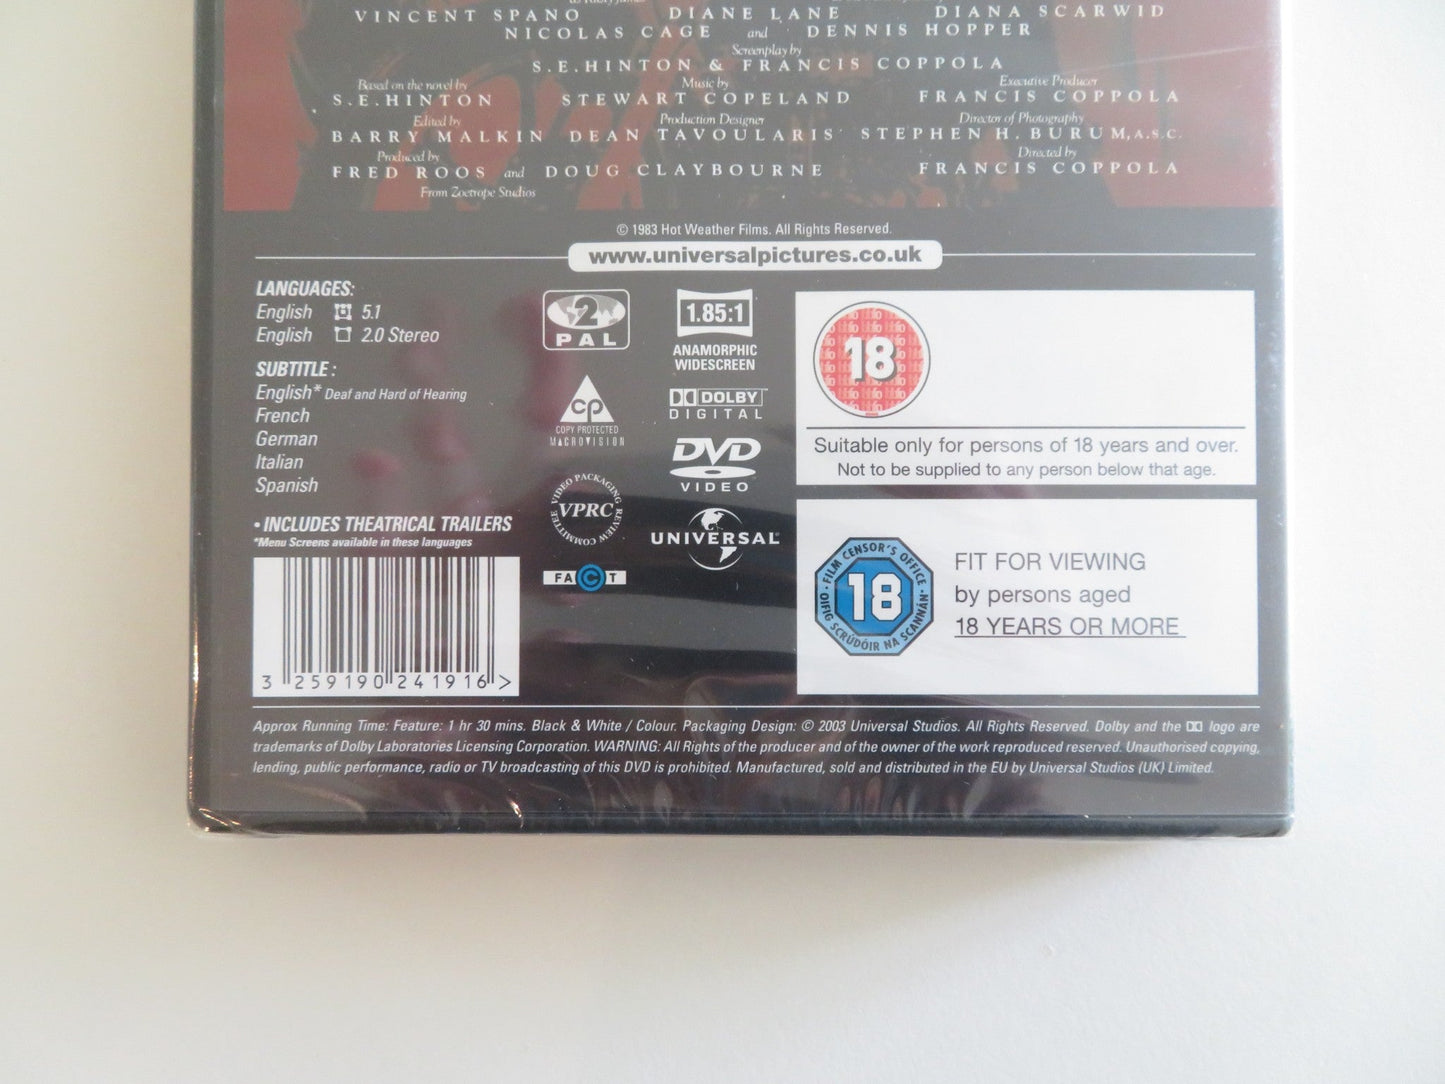 VINCENT SPANO DIANE LANE DIANA SCARWID
NICOLAS CAGE and DENNIS HOPPER
Screenplay by
S.E.HINTON & FRANCIS COPPOLA
Based on the novel by Music by Executive Producer
S.E.HINTON STEWART COPELAND FRANCIS COPPOLA
Edited by Production Designer Director of Photography
BARRY MALKIN DEAN TAVOULARIS STEPHEN H. BURUM, A.S.C.
Produced by Directed by
FRED ROOS and DOUG CLAYBOURNE FRANCIS COPPOLA
From Zoetrope Studios
© 1983 Hot Weather Films. All Rights Reserved.
www.universalpictures.co.uk
LANGUAGES:
English 5.1
English 2.0 Stereo
SUBTITLE :
English* Deaf and Hard of Hearing
French
German
Italian
Spanish
• INCLUDES THEATRICAL TRAILERS
*Menu Screens available in these languages
3 259190 241916 >
2
PAL
CP
COPY PROTECTED
MACROVISION
VIDEO PACKAGING REVIEW COMMITTEE
VPRC
FACT
1.85:1
ANAMORPHIC
WIDESCREEN
DOLBY
DIGITAL
DVD
VIDEO
UNIVERSAL
18
Suitable only for persons of 18 years and over.
Not to be supplied to any person below that age.
FILM CENSOR'S OFFICE
18
OIFIG SCRÚDÓIR NA SCANNÁN
FIT FOR VIEWING
by persons aged
18 YEARS OR MORE
Approx Running Time: Feature: 1 hr 30 mins. Black & White / Colour. Packaging Design: © 2003 Universal Studios. All Rights Reserved. Dolby and the logo are
trademarks of Dolby Laboratories Licensing Corporation. WARNING: All Rights of the producer and of the owner of the work reproduced reserved. Unauthorised copying,
lending, public performance, radio or TV broadcasting of this DVD is prohibited. Manufactured, sold and distributed in the EU by Universal Studios (UK) Limited.